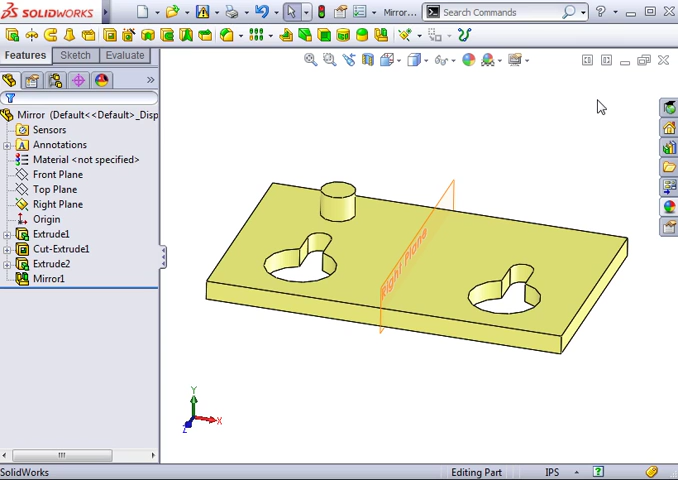 SOLIDWORKS
Mirror...
Search Commands
Features
Sketch
Evaluate
Mirror (Default<<Default>_Disp
Sensors
Annotations
Material <not specified>
Front Plane
Top Plane
Right Plane
Origin
Extrude1
Cut-Extrude1
Extrude2
Mirror1
Right Plane
Y
X
Z
SolidWorks
Editing Part
IPS